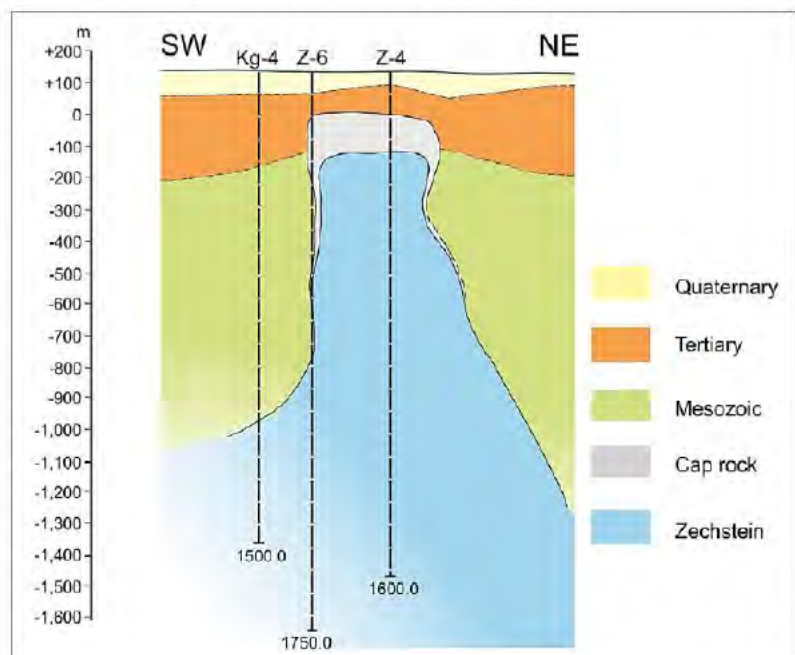 m
SW
NE
Kg-4 Z-6 Z-4
+200
+100
0
-100
-200
-300
-400
-500
-600
-700
-800
-900
-1,000
-1,100
-1,200
-1,300
-1,400
-1,500
-1,600
1500.0
1600.0
1750.0
Quaternary
Tertiary
Mesozoic
Cap rock
Zechstein